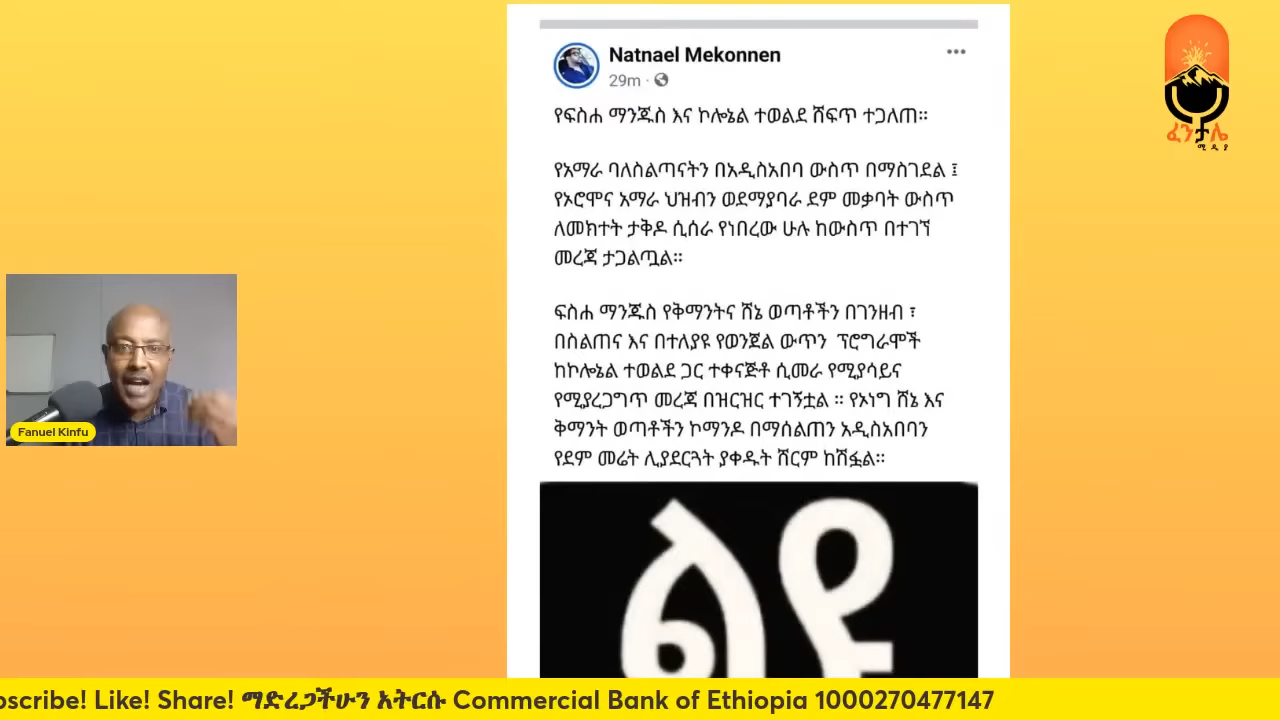 Natnael Mekonnen
29m ·
የፍስሐ ማንጁስ እና ኮሎኔል ተወልደ ሸፍጥ ተጋለጠ።
የአማራ ባለስልጣናትን በአዲስአበባ ውስጥ በማስገደል ፤
የኦሮሞና አማራ ህዝብን ወደማያባራ ደም መቃባት ውስጥ
ለመክተት ታቅዶ ሲሰራ የነበረው ሁሉ ከውስጥ በተገኘ
መረጃ ታጋልጧል።
ፍስሐ ማንጁስ የቅማንትና ሸኔ ወጣቶችን በገንዘብ ፣
በስልጠና እና በተለያዩ የወንጀል ውጥን ፕሮግራሞች
ከኮሎኔል ተወልደ ጋር ተቀናጅቶ ሲመራ የሚያሳይና
የሚያረጋግጥ መረጃ በዝርዝር ተገኝቷል ። የኦነግ ሸኔ እና
ቅማንት ወጣቶችን ኮማንዶ በማሰልጠን አዲስአበባን
የደም መሬት ሊያደርጓት ያቀዱት ሸርም ከሽፏል።
ልዩ
ፈንታሌ
ሚዲያ
Fanuel Kinfu
bscribe! Like! Share! ማድረጋችሁን አትርሱ Commercial Bank of Ethiopia 1000270477147